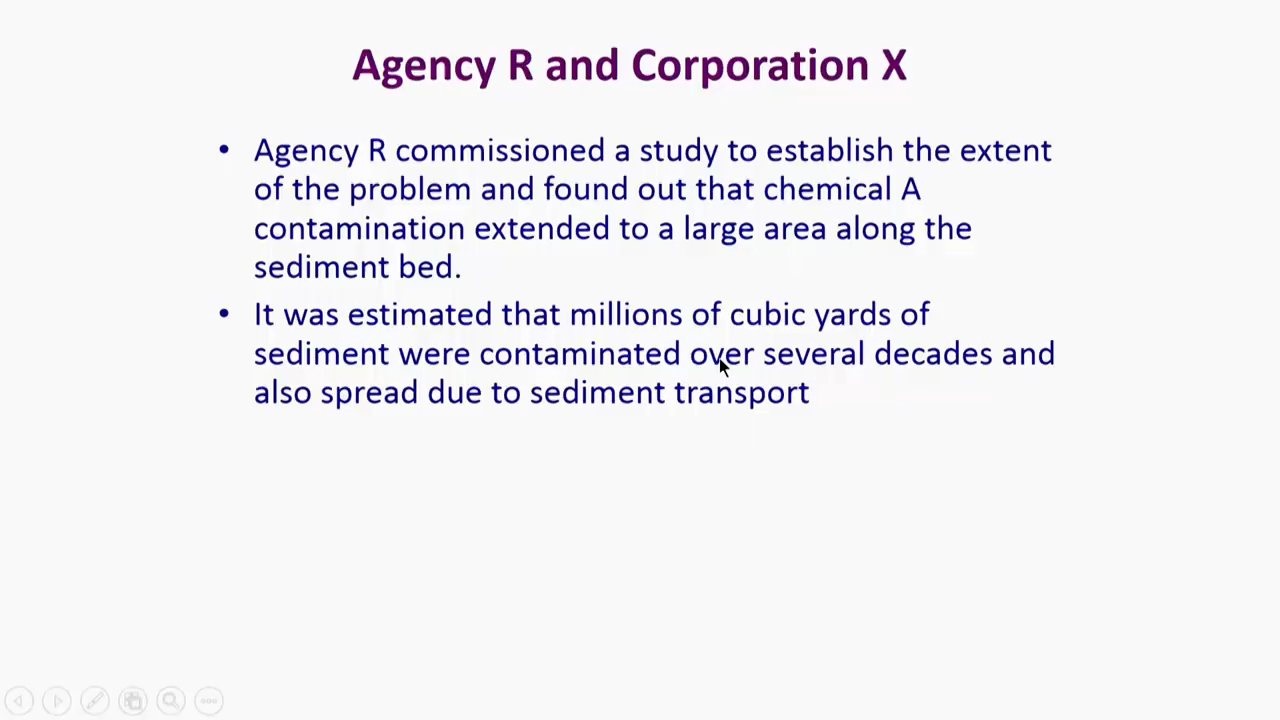 Agency R and Corporation X
• Agency R commissioned a study to establish the extent
of the problem and found out that chemical A
contamination extended to a large area along the
sediment bed.
• It was estimated that millions of cubic yards of
sediment were contaminated over several decades and
also spread due to sediment transport